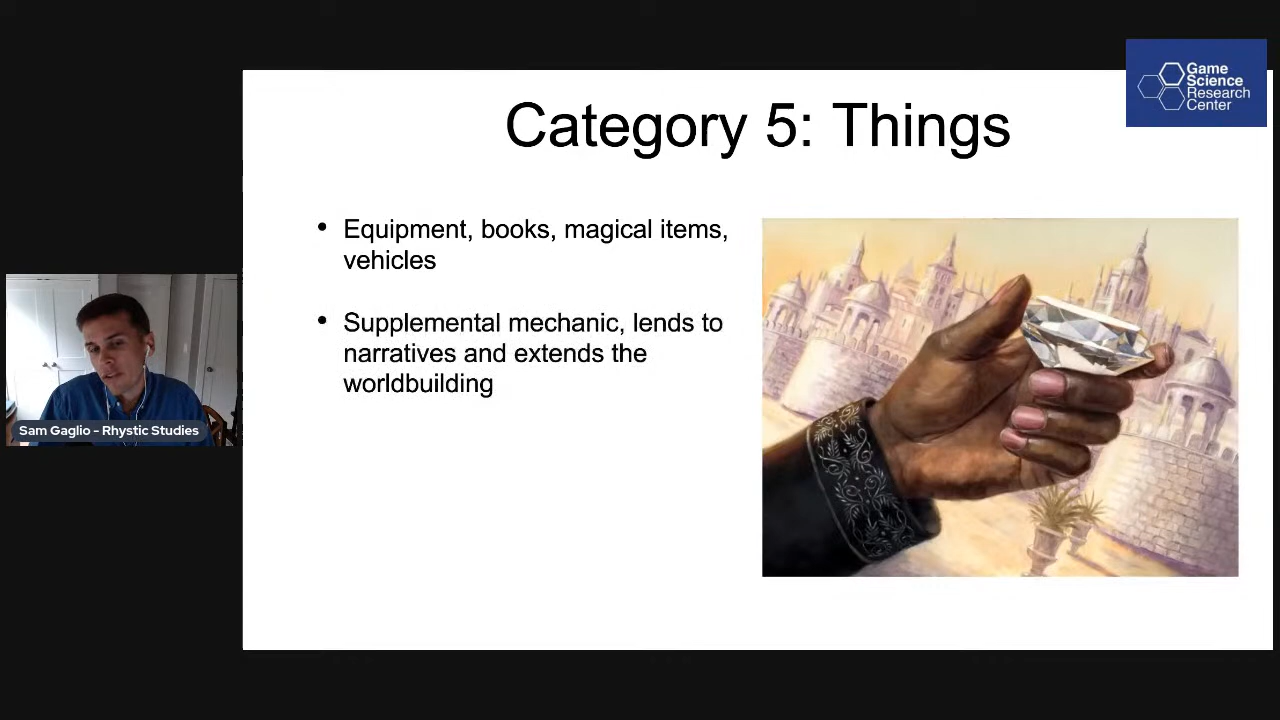 Game
Science
Research
Center
Category 5: Things
• Equipment, books, magical items,
vehicles
• Supplemental mechanic, lends to
narratives and extends the
worldbuilding
Sam Gaglio - Rhystic Studies